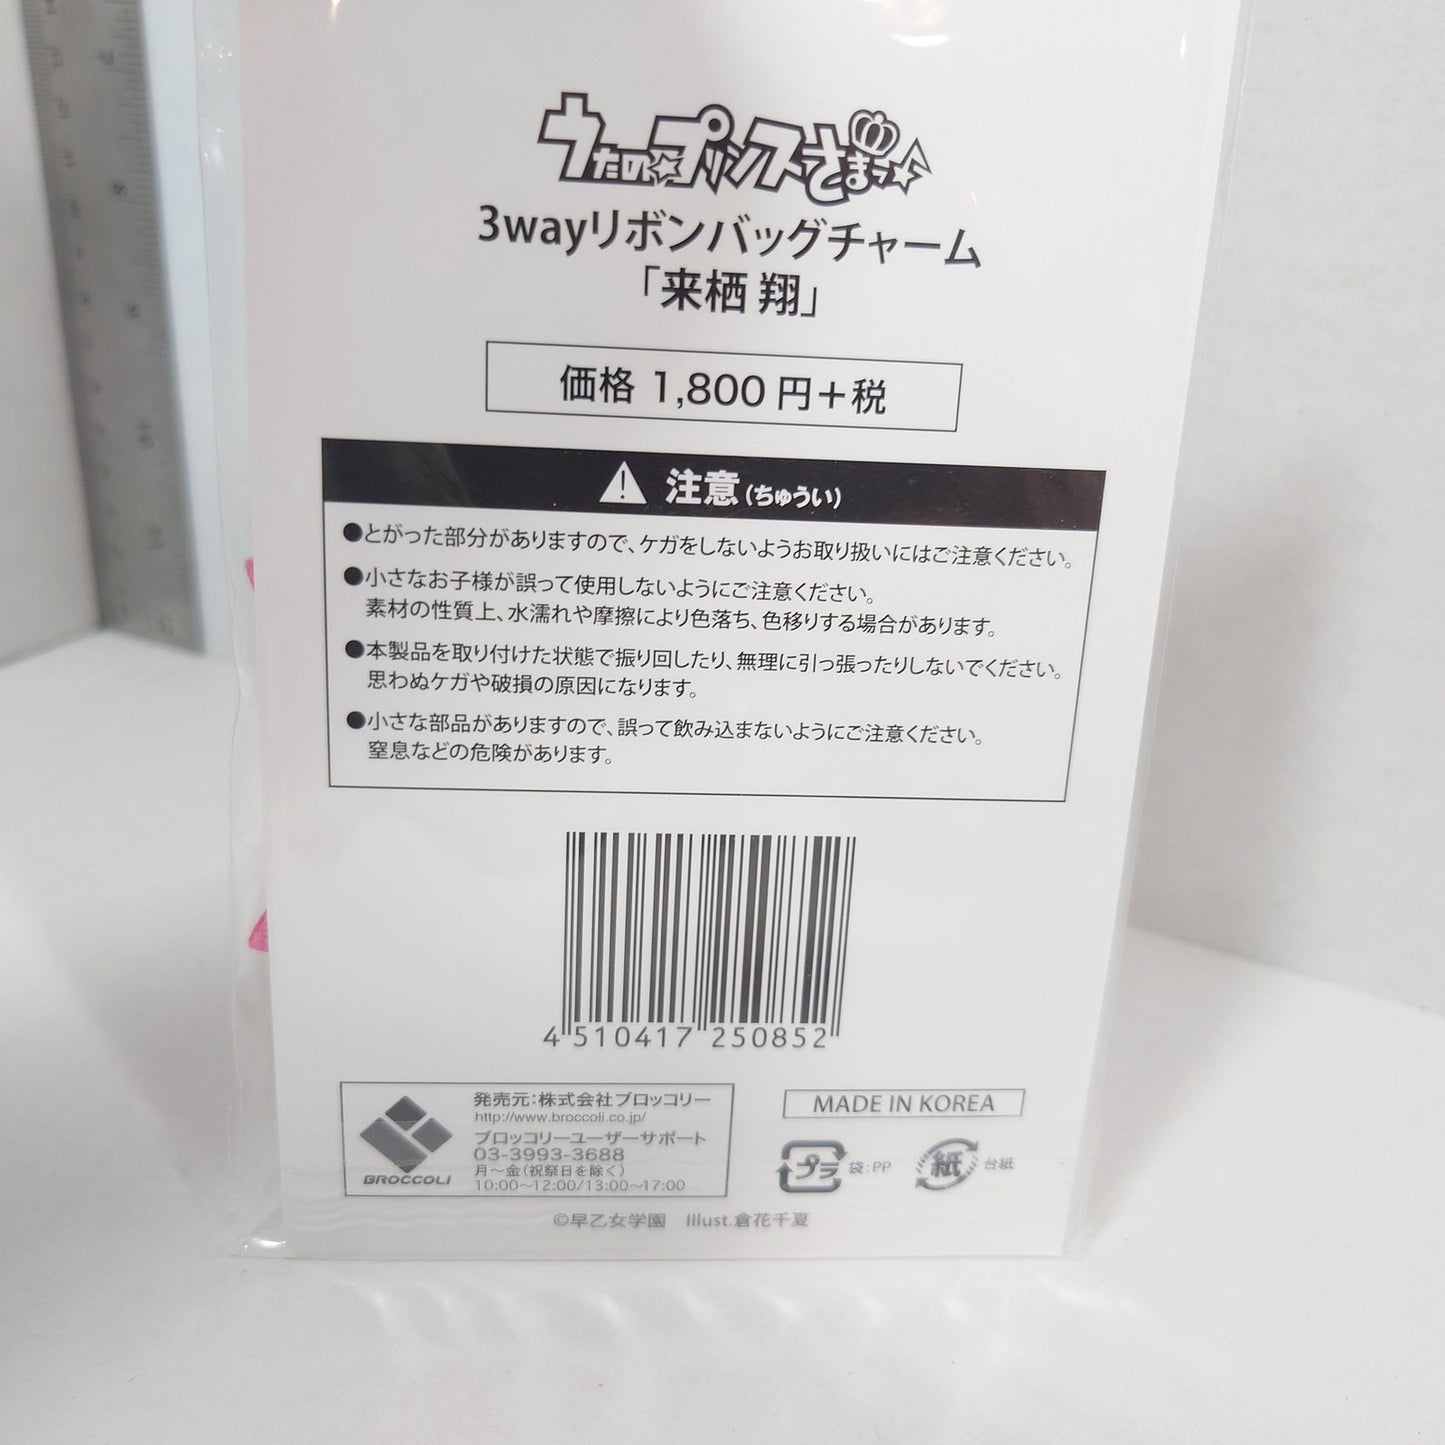 うたの☆プリンスさまっ♪
3wayリボンバッグチャーム
「来栖 翔」
価格 1,800 円＋税
注意(ちゅうい)
●とがった部分がありますので、ケガをしないようお取り扱いにはご注意ください。
●小さなお子様が誤って使用しないようにご注意ください。
素材の性質上、水濡れや摩擦により色落ち、色移りする場合があります。
●本製品を取り付けた状態で振り回したり、無理に引っ張ったりしないでください。
思わぬケガや破損の原因になります。
●小さな部品がありますので、誤って飲み込まないようにご注意ください。
窒息などの危険があります。
4 510417 250852
発売元：株式会社ブロッコリー
http://www.broccoli.co.jp/
ブロッコリーユーザーサポート
03-3993-3688
月～金（祝祭日を除く）
10:00～12:00/13:00～17:00
BROCCOLI
MADE IN KOREA
プラ 袋：PP
紙 台紙
©早乙女学園 Illust.倉花千夏